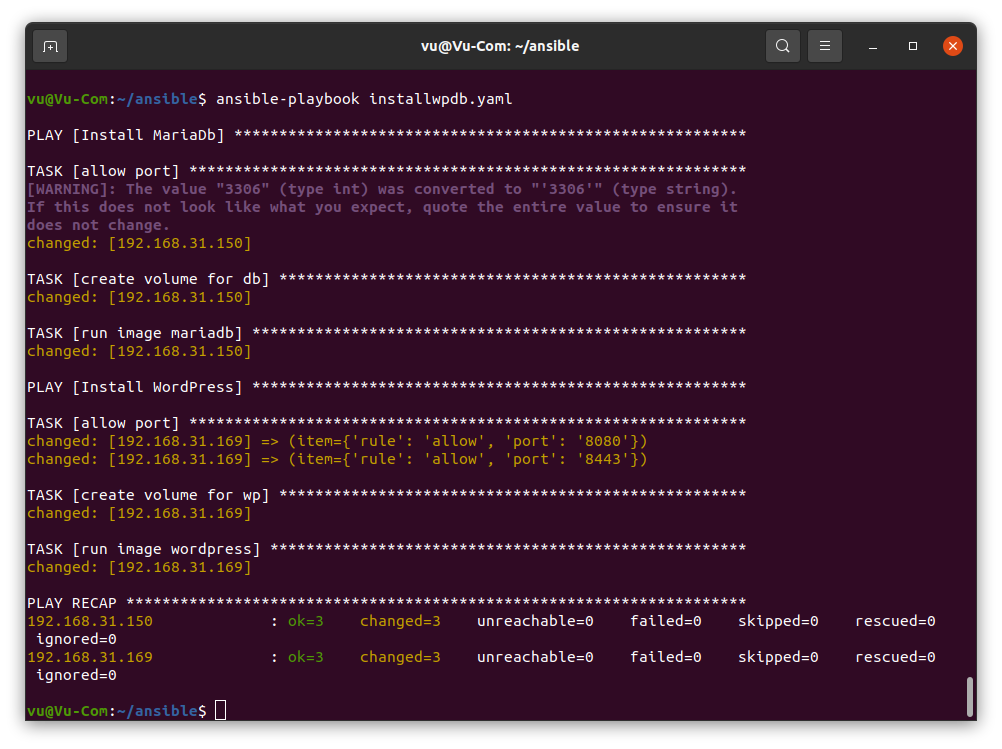 vu@Vu-Com: ~/ansible
vu@Vu-Com:~/ansible$ ansible-playbook installwpdb.yaml
PLAY [Install MariaDb] *********************************************************
TASK [allow port] **************************************************************
[WARNING]: The value "3306" (type int) was converted to "'3306'" (type string).
If this does not look like what you expect, quote the entire value to ensure it
does not change.
changed: [192.168.31.150]
TASK [create volume for db] ****************************************************
changed: [192.168.31.150]
TASK [run image mariadb] *******************************************************
changed: [192.168.31.150]
PLAY [Install WordPress] *******************************************************
TASK [allow port] **************************************************************
changed: [192.168.31.169] => (item={'rule': 'allow', 'port': '8080'})
changed: [192.168.31.169] => (item={'rule': 'allow', 'port': '8443'})
TASK [create volume for wp] ****************************************************
changed: [192.168.31.169]
TASK [run image wordpress] *****************************************************
changed: [192.168.31.169]
PLAY RECAP *********************************************************************
192.168.31.150             : ok=3    changed=3    unreachable=0    failed=0    skipped=0    rescued=0
 ignored=0
192.168.31.169             : ok=3    changed=3    unreachable=0    failed=0    skipped=0    rescued=0
 ignored=0
vu@Vu-Com:~/ansible$